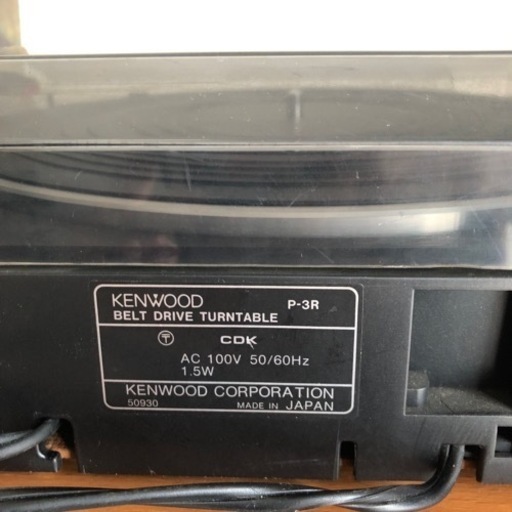 KENWOOD P-3R
BELT DRIVE TURNTABLE
〒 CDK
AC 100V 50/60Hz
1.5W
KENWOOD CORPORATION
50930 MADE IN JAPAN